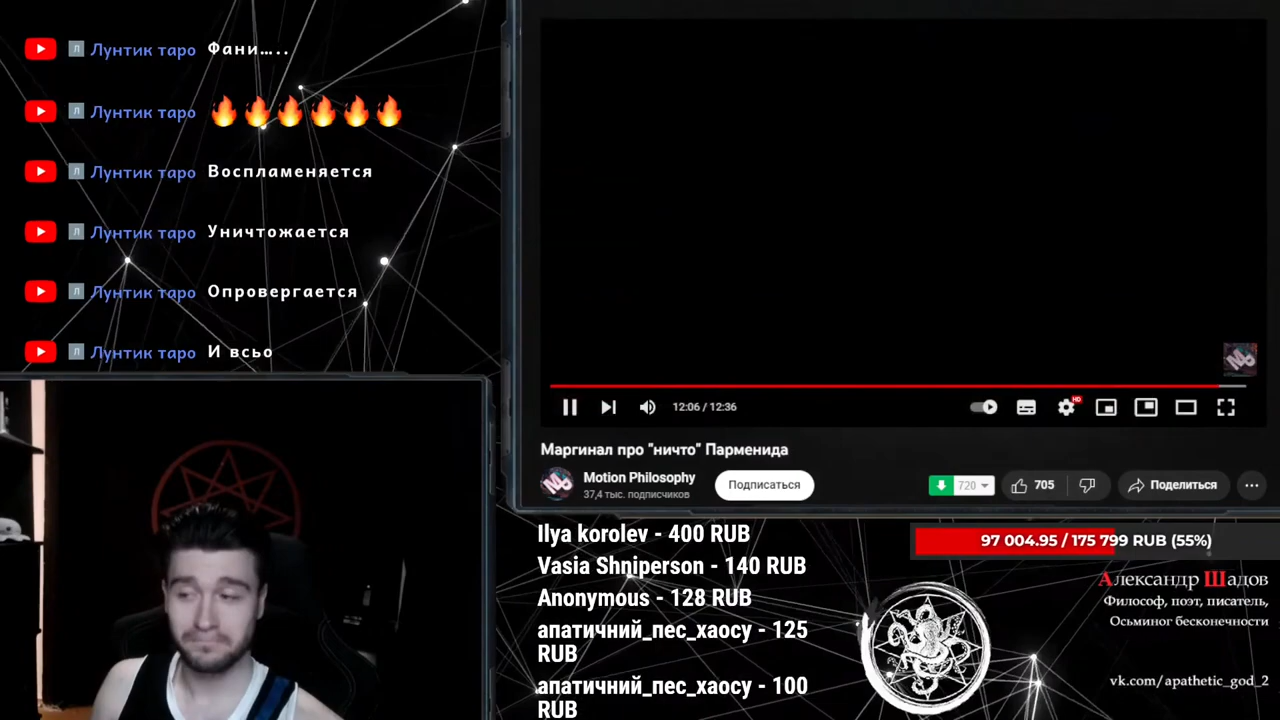 Лунтик таро Фани.....
Лунтик таро 🔥🔥🔥🔥🔥🔥
Лунтик таро Воспламеняется
Лунтик таро Уничтожается
Лунтик таро Опровергается
Лунтик таро И всьо
12:06 / 12:36
HD
Маргинал про "ничто" Парменида
Motion Philosophy
37,4 тыс. подписчиков
Подписаться
720
705
Поделиться
Ilya korolev - 400 RUB
Vasia Shniperson - 140 RUB
Anonymous - 128 RUB
апатичний_пес_хаосу - 125
RUB
апатичний_пес_хаосу - 100
RUB
97 004.95 / 175 799 RUB (55%)
Александр Шадов
Философ, поэт, писатель,
Осьминог бесконечности
vk.com/apathetic_god_2